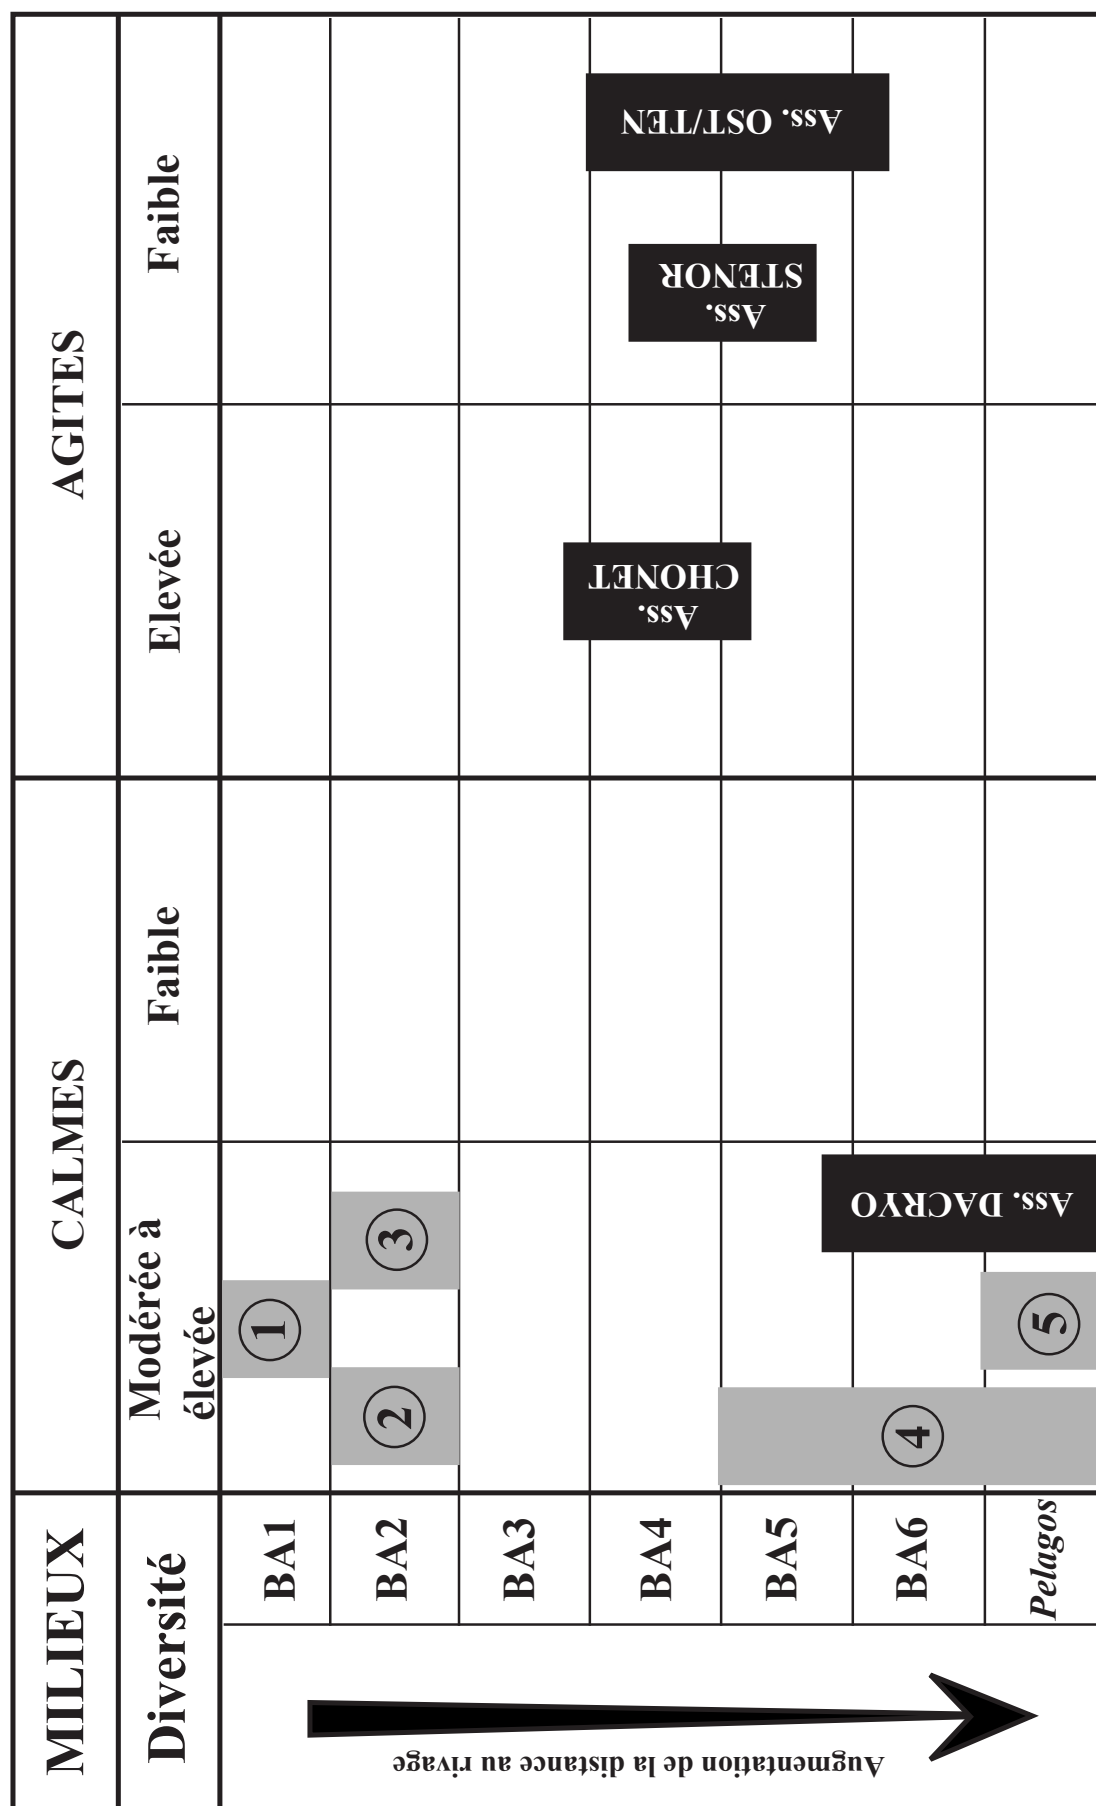 MILIEUX
CALMES
AGITES
Diversité
Modérée à
élevée
Faible
Elevée
Faible
BA1
1
BA2
2
3
BA3
BA4
BA5
BA6
Pelagos
4
5
Ass. DACRYO
Ass.
CHONET
Ass.
STENOR
Ass. OST/TEN
Augmentation de la distance au rivage